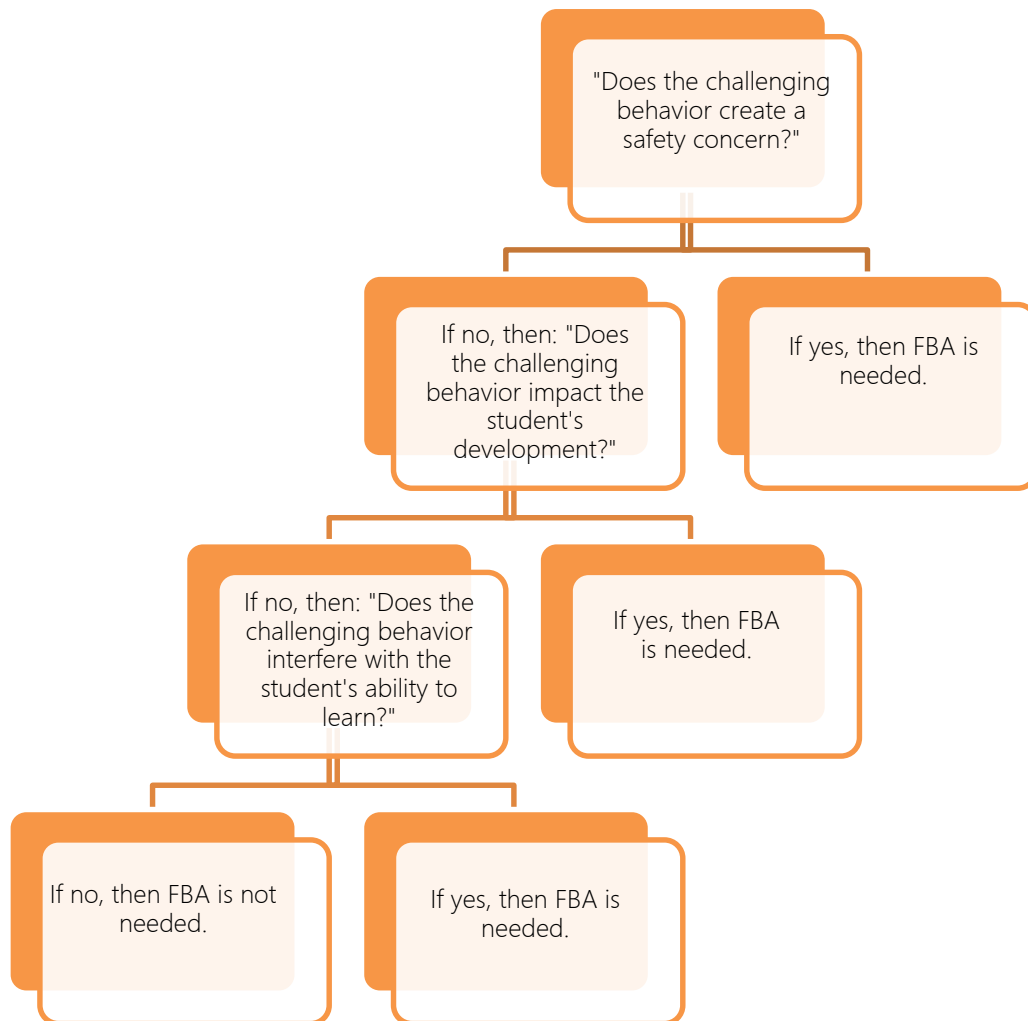 "Does the challenging
behavior create a
safety concern?"
If no, then: "Does
the challenging
behavior impact the
student's
development?"
If yes, then FBA is
needed.
If no, then: "Does the
challenging behavior
interfere with the
student's ability to
learn?"
If yes, then FBA
is needed.
If no, then FBA is not
needed.
If yes, then FBA is
needed.